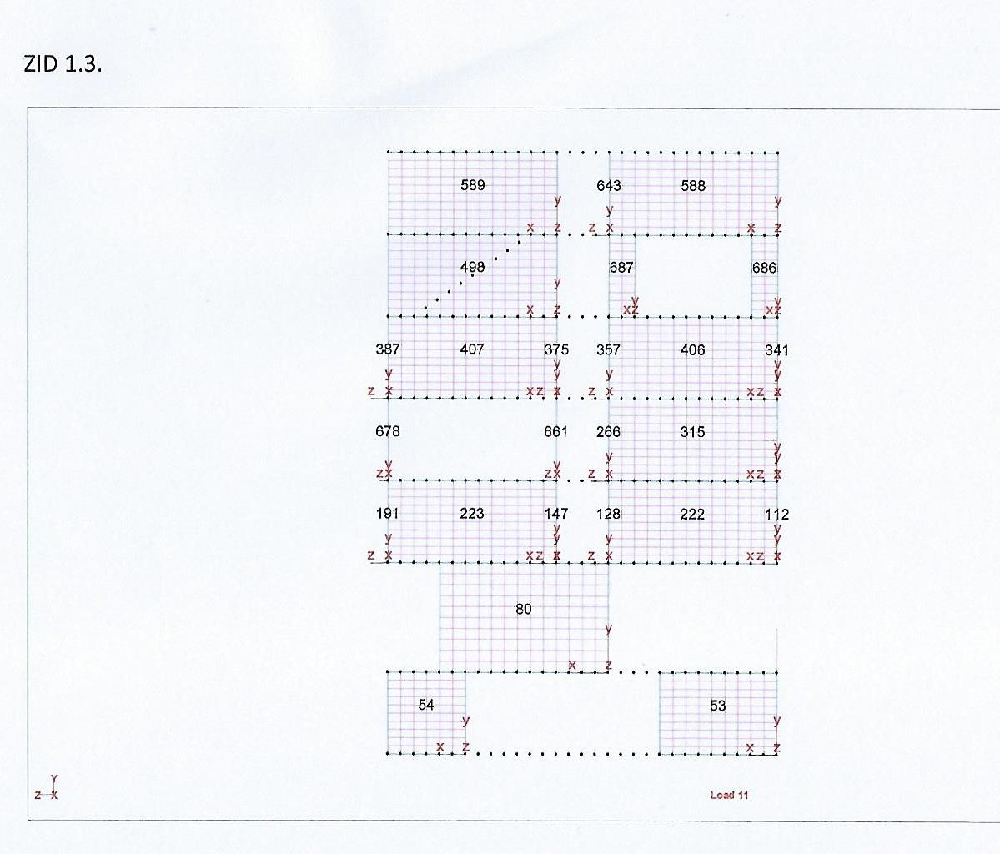 ZID 1.3.
589 643 588
y y
y
x z z x x z
498 687 686
y y y
x z x z x z
387 407 375 357 406 341
y y
y y y y
z x x z x z x x z x
678 661 266 315
y y
y y y y
z x z x z x x z x
191 223 147 128 222 112
y y
y y y y
z x x z x z x x z x
80
y
x z
54 53
y y
x z x z
Y
Z X
Load 11